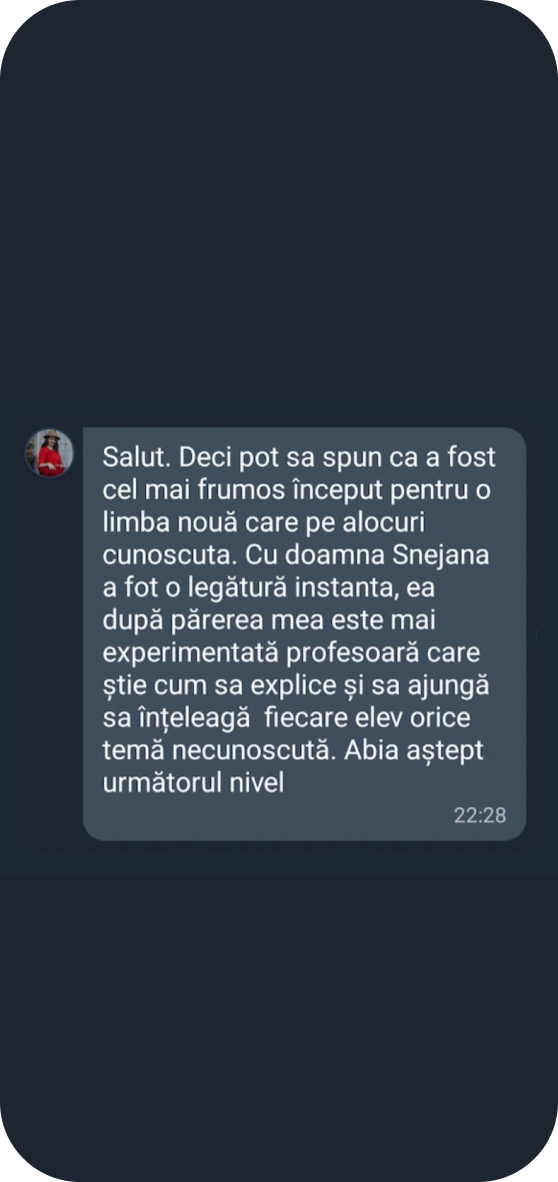 Salut. Deci pot sa spun ca a fost
cel mai frumos început pentru o
limba nouă care pe alocuri
cunoscuta. Cu doamna Snejana
a fot o legătură instanta, ea
după părerea mea este mai
experimentată profesoară care
știe cum sa explice și sa ajungă
sa înțeleagă  fiecare elev orice
temă necunoscută. Abia aștept
următorul nivel
22:28